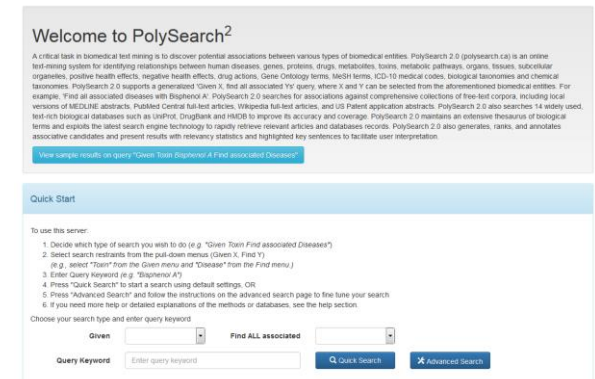 Welcome to PolySearch2
A critical task in biomedical text mining is to discover potential associations between various types of biomedical entities. PolySearch 2.0 (polysearch.ca) is an online
text-mining system for identifying relationships between human diseases, genes, proteins, drugs, metabolites, toxins, metabolic pathways, organs, tissues, subcellular
organelles, positive health effects, negative health effects, drug actions, Gene Ontology terms, MeSH terms, ICD-10 medical codes, biological taxonomies and chemical
taxonomies. PolySearch 2.0 supports a generalized 'Given X, find all associated Ys' query, where X and Y can be selected from the aforementioned biomedical entities. For
example, 'Find all associated diseases with Bisphenol A'. PolySearch 2.0 searches for associations against comprehensive collections of free-text corpora, including local
versions of MEDLINE abstracts, PubMed Central full-text articles, Wikipedia full-text articles, and US Patent application abstracts. PolySearch 2.0 also searches 14 widely used,
text-rich biological databases such as UniProt, DrugBank and HMDB to improve its accuracy and coverage. PolySearch 2.0 maintains an extensive thesaurus of biological
terms and exploits the latest search engine technology to rapidly retrieve relevant articles and databases records. PolySearch 2.0 also generates, ranks, and annotates
associative candidates and present results with relevancy statistics and highlighted key sentences to facilitate user interpretation.
View sample results on query "Given Toxin Bisphenol A Find associated Diseases"
Quick Start
To use this server:
1. Decide which type of search you wish to do (e.g. "Given Toxin Find associated Diseases")
2. Select search restraints from the pull-down menus (Given X, Find Y)
(e.g., select "Toxin" from the Given menu and "Disease" from the Find menu.)
3. Enter Query Keyword (e.g. "Bisphenol A")
4. Press "Quick Search" to start a search using default settings, OR
5. Press "Advanced Search" and follow the instructions on the advanced search page to fine tune your search
6. If you need more help or detailed explanations of the methods or databases, see the help section.
Choose your search type and enter query keyword
Given Find ALL associated
Query Keyword Enter query keyword Quick Search Advanced Search